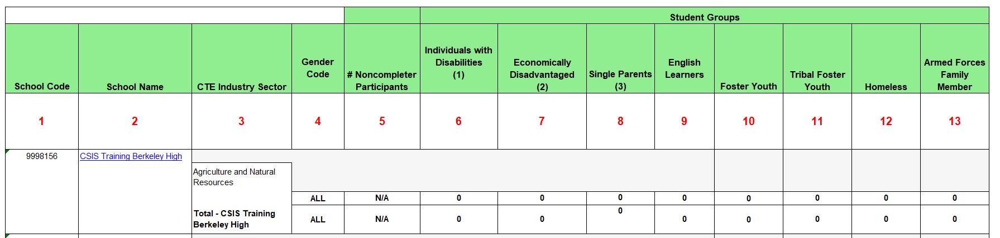 Student Groups
School Code
School Name
CTE Industry Sector
Gender
Code
# Noncompleter
Participants
Individuals with
Disabilities
(1)
Economically
Disadvantaged
(2)
Single Parents
(3)
English
Learners
Foster Youth
Tribal Foster
Youth
Homeless
Armed Forces
Family
Member
1 2 3 4 5 6 7 8 9 10 11 12 13
9998156 CSIS Training Berkeley High
Agriculture and Natural
Resources
ALL N/A 0 0 0 0 0 0 0 0
Total - CSIS Training
Berkeley High
ALL N/A 0 0 0 0 0 0 0 0